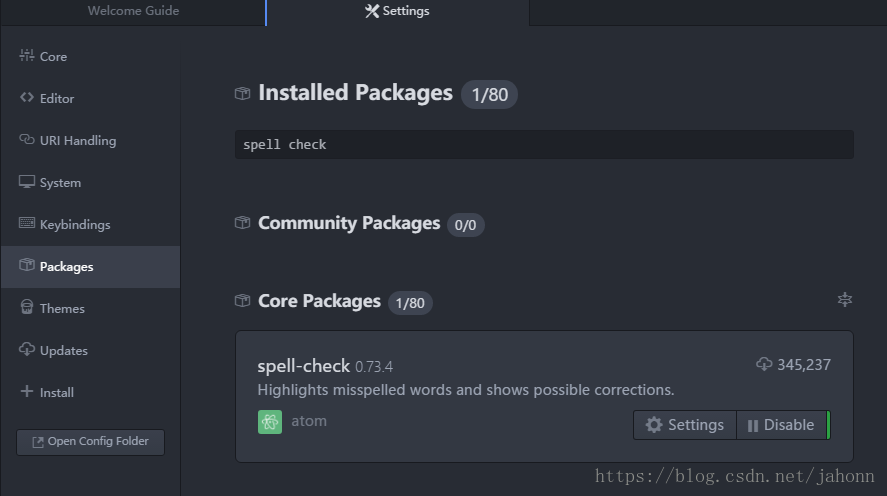 Welcome Guide
Settings
Core
Editor
URI Handling
System
Keybindings
Packages
Themes
Updates
Install
Open Config Folder
Installed Packages 1/80
spell check
Community Packages 0/0
Core Packages 1/80
spell-check 0.73.4
345,237
Highlights misspelled words and shows possible corrections.
atom
Settings
Disable
https://blog.csdn.net/jahonn